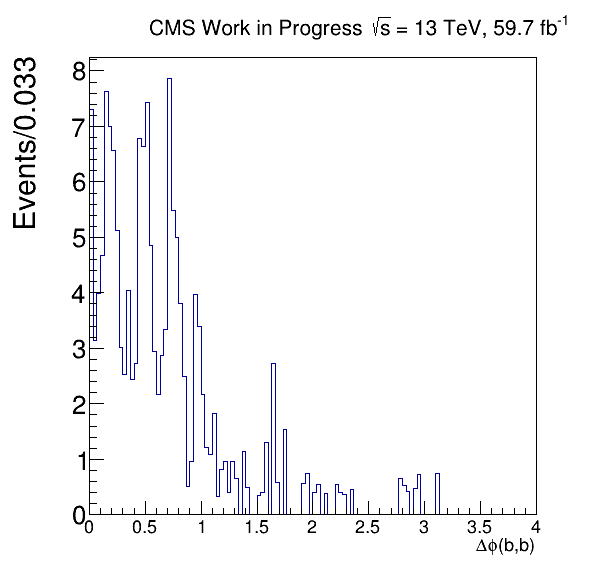 CMS Work in Progress √s = 13 TeV, 59.7 fb⁻¹
Events/0.033
8
7
6
5
4
3
2
1
0
0 0.5 1 1.5 2 2.5 3 3.5 4
Δϕ(b,b)